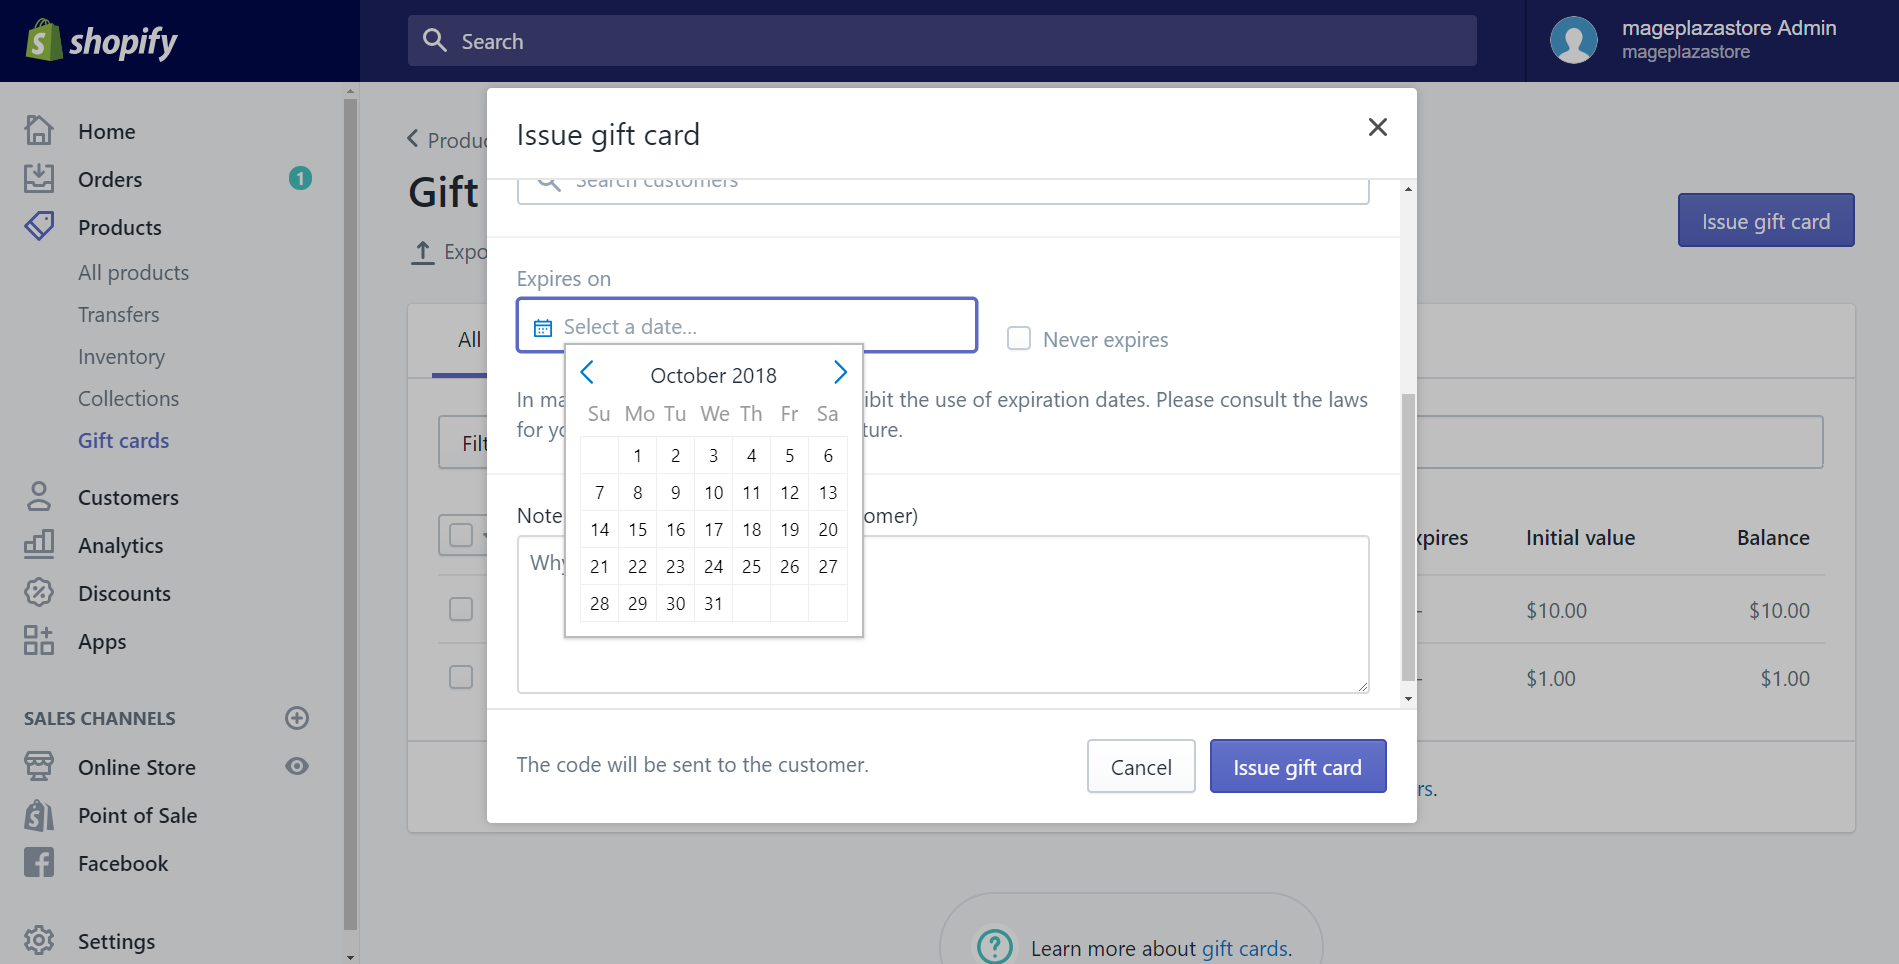 shopify
Search
mageplazastore Admin
mageplazastore
Home
Orders
1
Products
All products
Transfers
Inventory
Collections
Gift cards
Customers
Analytics
Discounts
Apps
SALES CHANNELS
Online Store
Point of Sale
Facebook
Settings
Produc
Gift
Expo
Issue gift card
All
Filt
xpires
Initial value
Balance
$10.00
$10.00
$1.00
$1.00
rs.
Learn more about gift cards.
Issue gift card
Search customers
Expires on
Select a date...
Never expires
In ma
ibit the use of expiration dates. Please consult the laws
for yo
ture.
October 2018
Su Mo Tu We Th Fr Sa
1 2 3 4 5 6
7 8 9 10 11 12 13
14 15 16 17 18 19 20
21 22 23 24 25 26 27
28 29 30 31
Note
omer)
Why
The code will be sent to the customer.
Cancel
Issue gift card